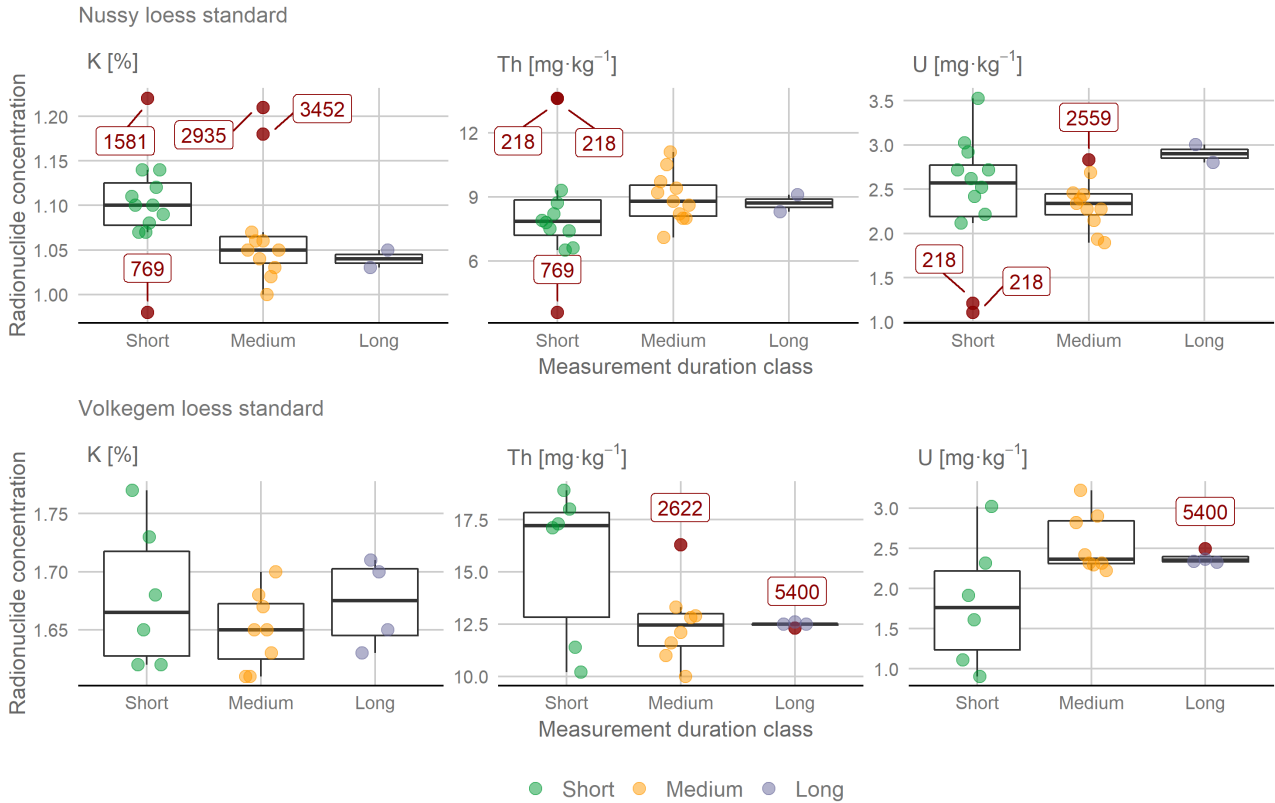 Nussy loess standard
K [%]
Th [mg·kg⁻¹]
U [mg·kg⁻¹]
Radionuclide concentration
1.20
1.15
1.10
1.05
1.00
1581
2935
3452
769
Short
Medium
Long
12
9
6
218
218
769
Short
Medium
Long
3.5
3.0
2.5
2.0
1.5
1.0
2559
218
218
Short
Medium
Long
Measurement duration class
Volkegem loess standard
K [%]
Th [mg·kg⁻¹]
U [mg·kg⁻¹]
Radionuclide concentration
1.75
1.70
1.65
Short
Medium
Long
17.5
15.0
12.5
10.0
2622
5400
Short
Medium
Long
3.0
2.5
2.0
1.5
1.0
5400
Short
Medium
Long
Measurement duration class
Short
Medium
Long